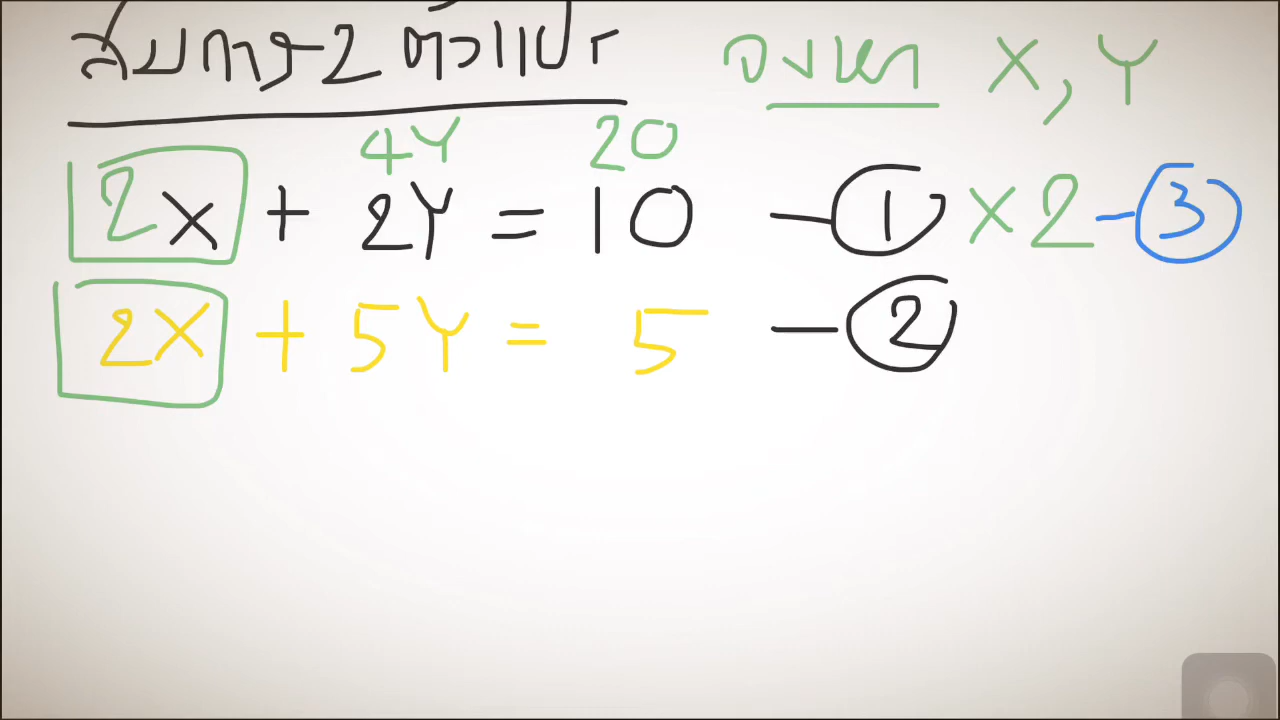 สมการ 2 ตัวแปร จงหา X, Y
4Y 20
2x + 2Y = 10 - 1 x2 - 3
2x + 5Y = 5 - 2